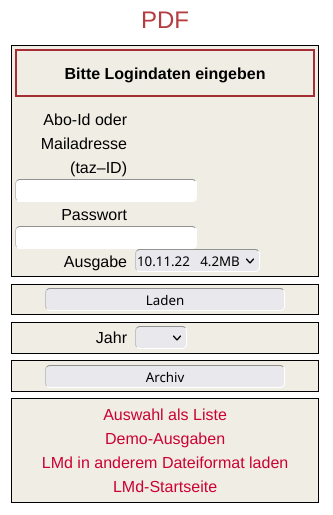 PDF
Bitte Logindaten eingeben
Abo-Id oder
Mailadresse
(taz–ID)
Passwort
Ausgabe 10.11.22 4.2MB
Laden
Jahr
Archiv
Auswahl als Liste
Demo-Ausgaben
LMd in anderem Dateiformat laden
LMd-Startseite